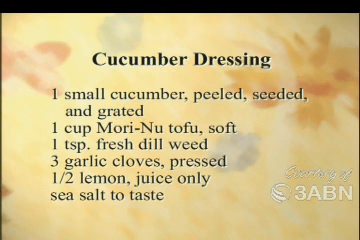 Cucumber Dressing
1 small cucumber, peeled, seeded,
and grated
1 cup Mori-Nu tofu, soft
1 tsp. fresh dill weed
3 garlic cloves, pressed
1/2 lemon, juice only
sea salt to taste
Courtesy of
3ABN